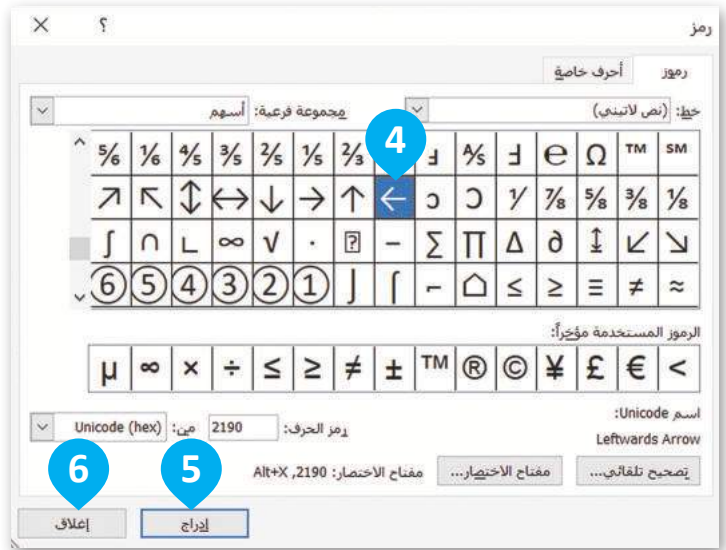 رمز ؟ ×
رموز أحرف خاصة
خط: (نص لاتيني) مجموعة فرعية: أسهم
4
℠ ™ Ω ℮ Ⅎ ⅍ ⅎ ⅔ ⅕ ⅖ ⅗ ⅘ ⅙ ⅚
⅛ ⅜ ⅝ ⅞ ⅟ Ↄ ↄ ← ↑ → ↓ ↔ ↕ ↖ ↗
↘ ↙ ↨ ∂ ∆ ∏ ∑ − ⍰ ∙ √ ∞ ∟ ∩ ∫
≈ ≠ ≡ ≥ ≤ ⌂ ⌐ ⌠ ⌡ ① ② ③ ④ ⑤ ⑥
الرموز المستخدمة مؤخراً:
< € £ ¥ © ® ™ ± ≠ ≥ ≤ ÷ × ∞ µ
اسم Unicode:
Leftwards Arrow
رمز الحرف: 2190 من: Unicode (hex)
تصحيح تلقائي... مفتاح الاختصار... مفتاح الاختصار: 2190, Alt+X
5 6
إدراج إغلاق